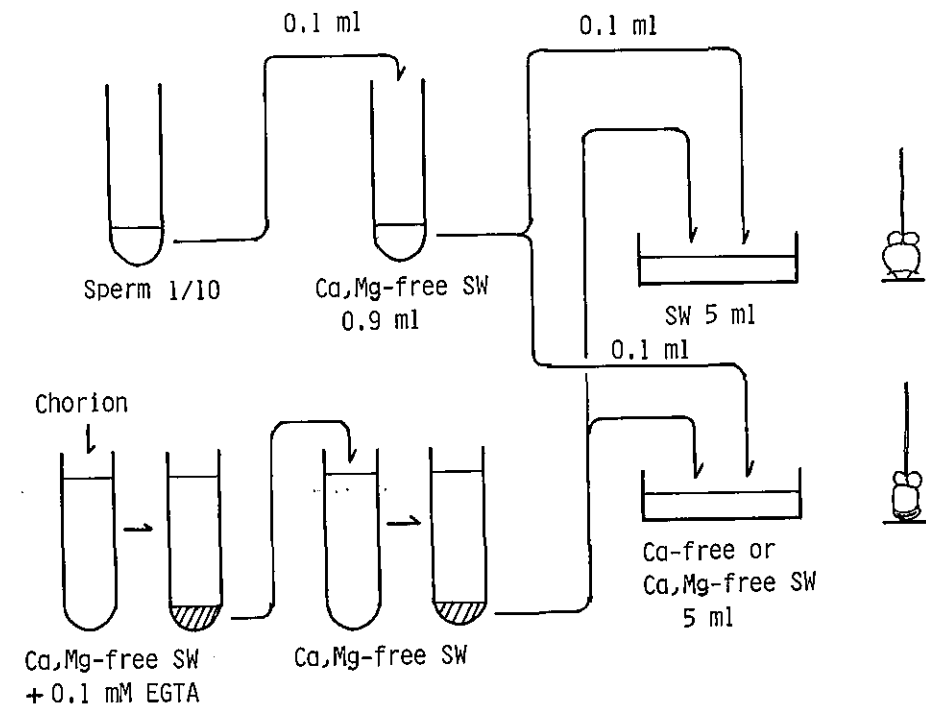 0.1 ml
0.1 ml
Sperm 1/10
Ca,Mg-free SW
0.9 ml
SW 5 ml
0.1 ml
Chorion
Ca-free or
Ca,Mg-free SW
5 ml
Ca,Mg-free SW
+ 0.1 mM EGTA
Ca,Mg-free SW